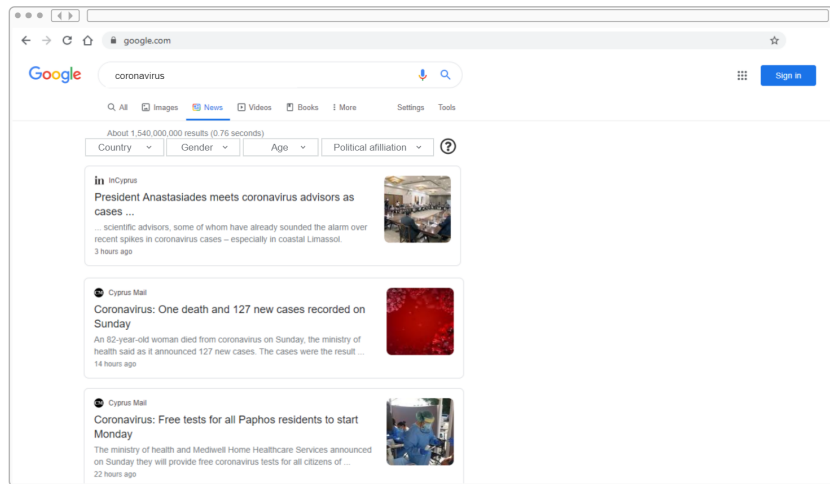 google.com
Google
coronavirus
Sign in
All Images News Videos Books More Settings Tools
About 1,540,000,000 results (0.76 seconds)
Country Gender Age Political afilliation ?
in InCyprus
President Anastasiades meets coronavirus advisors as
cases ...
... scientific advisors, some of whom have already sounded the alarm over
recent spikes in coronavirus cases – especially in coastal Limassol.
3 hours ago
Cyprus Mail
Coronavirus: One death and 127 new cases recorded on
Sunday
An 82-year-old woman died from coronavirus on Sunday, the ministry of
health said as it announced 127 new cases. The cases were the result ...
14 hours ago
Cyprus Mail
Coronavirus: Free tests for all Paphos residents to start
Monday
The ministry of health and Mediwell Home Healthcare Services announced
on Sunday they will provide free coronavirus tests for all citizens of ...
22 hours ago